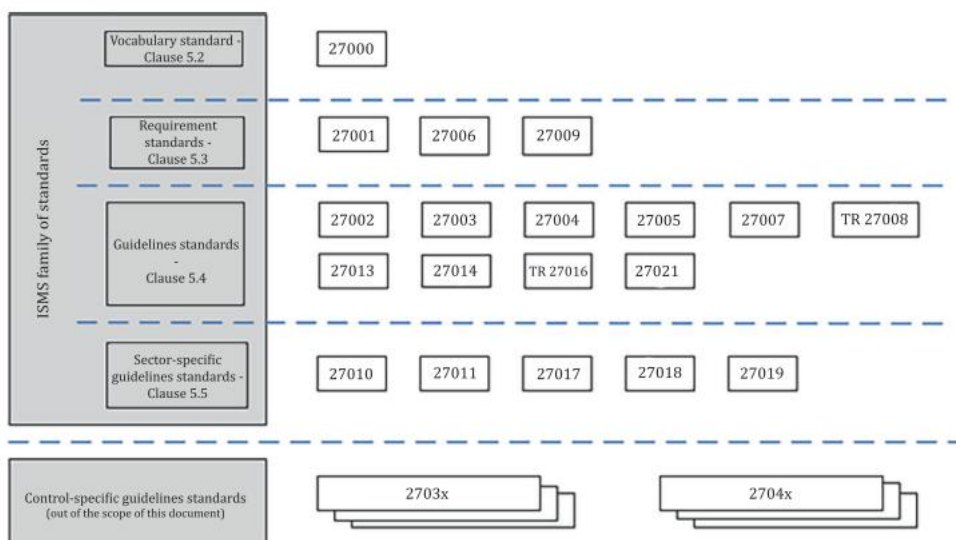 ISMS family of standards
Vocabulary standard -
Clause 5.2
27000
Requirement
standards -
Clause 5.3
27001
27006
27009
Guidelines standards
-
Clause 5.4
27002
27003
27004
27005
27007
TR 27008
27013
27014
TR 27016
27021
Sector-specific
guidelines standards -
Clause 5.5
27010
27011
27017
27018
27019
Control-specific guidelines standards
(out of the scope of this document)
2703x
2704x